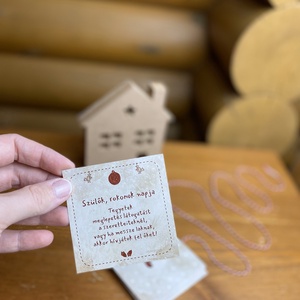 Szülők, rokonok napja
Tegyetek
meglepetés látogatást
a szeretteiteknél,
vagy ha messze laknak,
akkor hívjátok fel őket!